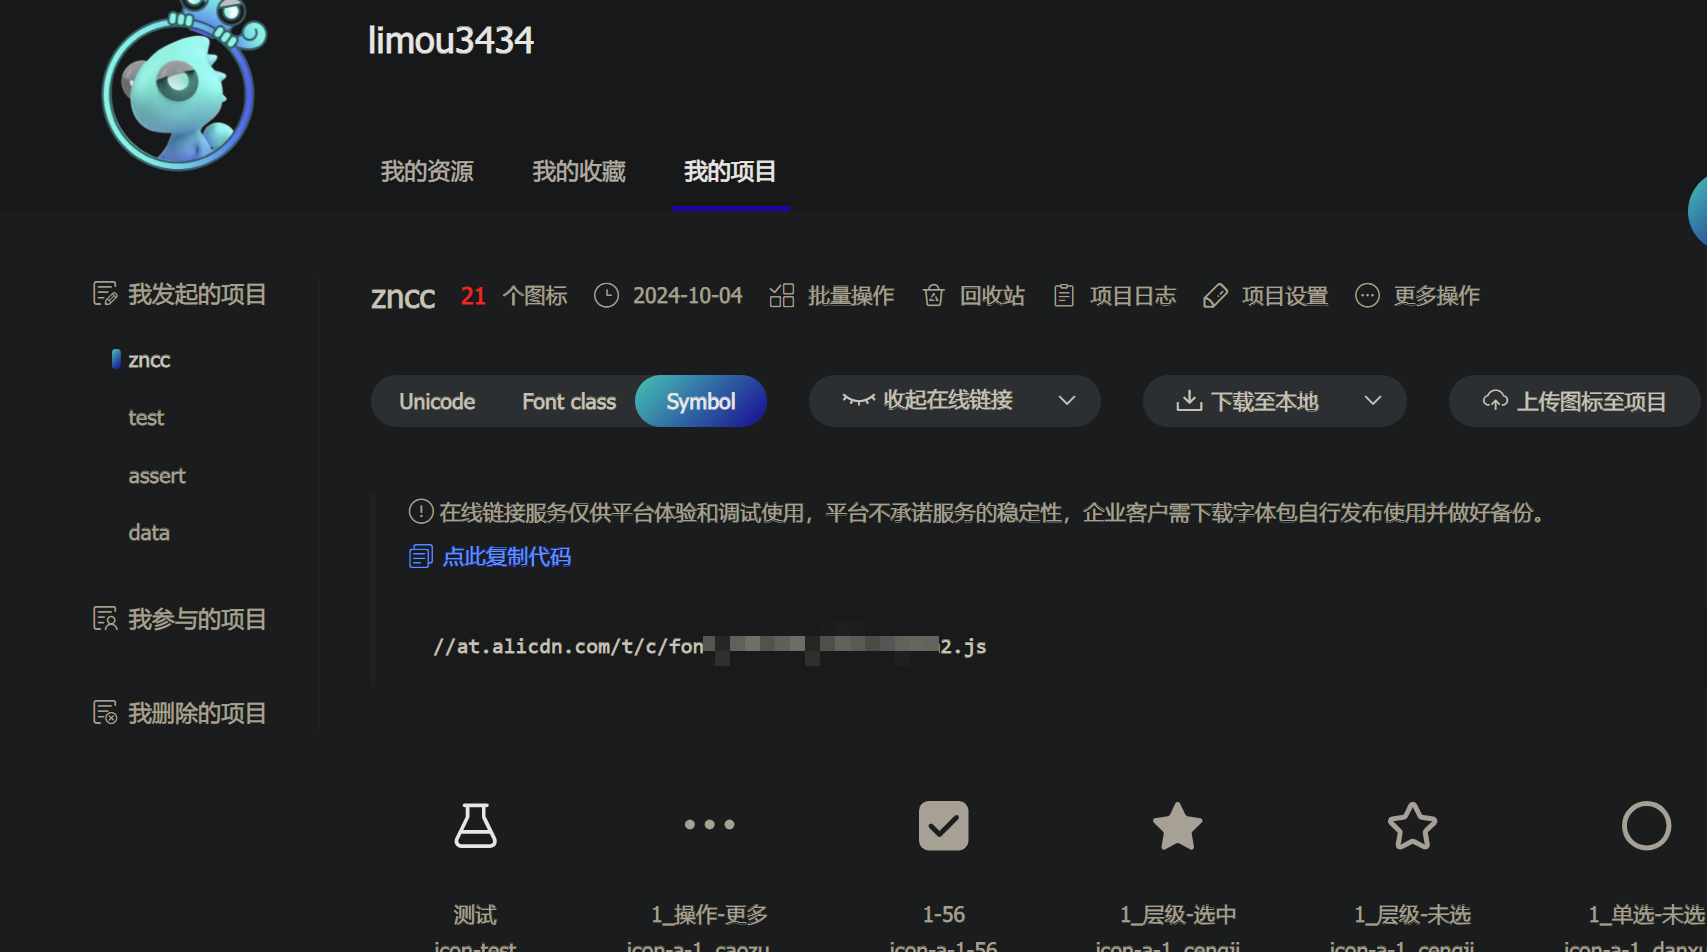 limou3434
我的资源 我的收藏 我的项目
我发起的项目
zncc
test
assert
data
我参与的项目
我删除的项目
zncc 21 个图标 2024-10-04 批量操作 回收站 项目日志 项目设置 更多操作
Unicode Font class Symbol 收起在线链接 下载至本地 上传图标至项目
在线链接服务仅供平台体验和调试使用，平台不承诺服务的稳定性，企业客户需下载字体包自行发布使用并做好备份。
点此复制代码
//at.alicdn.com/t/c/fon 2.js
测试 1_操作-更多 1-56 1_层级-选中 1_层级-未选 1_单选-未选
icon-test icon-a-1_caozu icon-a-1-56 icon-a-1_cengji icon-a-1_cengji icon-a-1_danxu